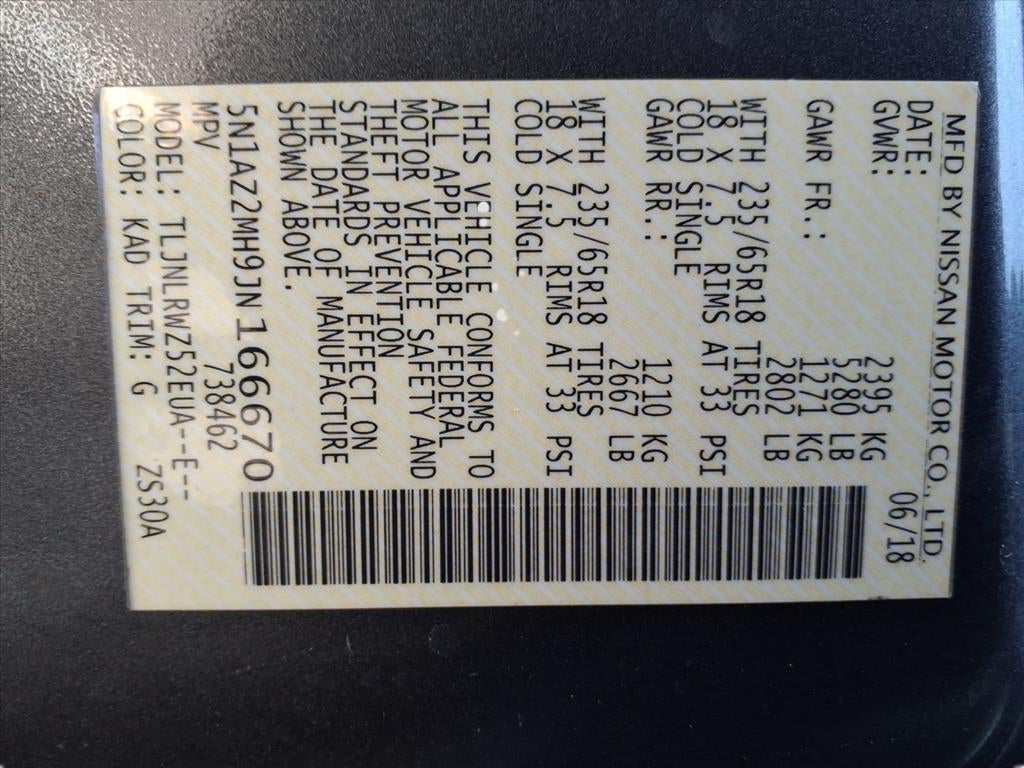 MFD BY NISSAN MOTOR CO., LTD.
DATE: 06/18
GVWR: 2395 KG
5280 LB
GAWR FR.: 1271 KG
2802 LB
WITH 235/65R18 TIRES
18 X 7.5 RIMS AT 33 PSI
COLD SINGLE
GAWR RR.: 1210 KG
2667 LB
WITH 235/65R18 TIRES
18 X 7.5 RIMS AT 33 PSI
COLD SINGLE
THIS VEHICLE CONFORMS TO
ALL APPLICABLE FEDERAL
MOTOR VEHICLE SAFETY AND
THEFT PREVENTION
STANDARDS IN EFFECT ON
THE DATE OF MANUFACTURE
SHOWN ABOVE.
5N1AZ2MH9JN166670
MPV 738462
MODEL: TLJNLRWZ52EUA--E--
COLOR: KAD TRIM: G ZS30A